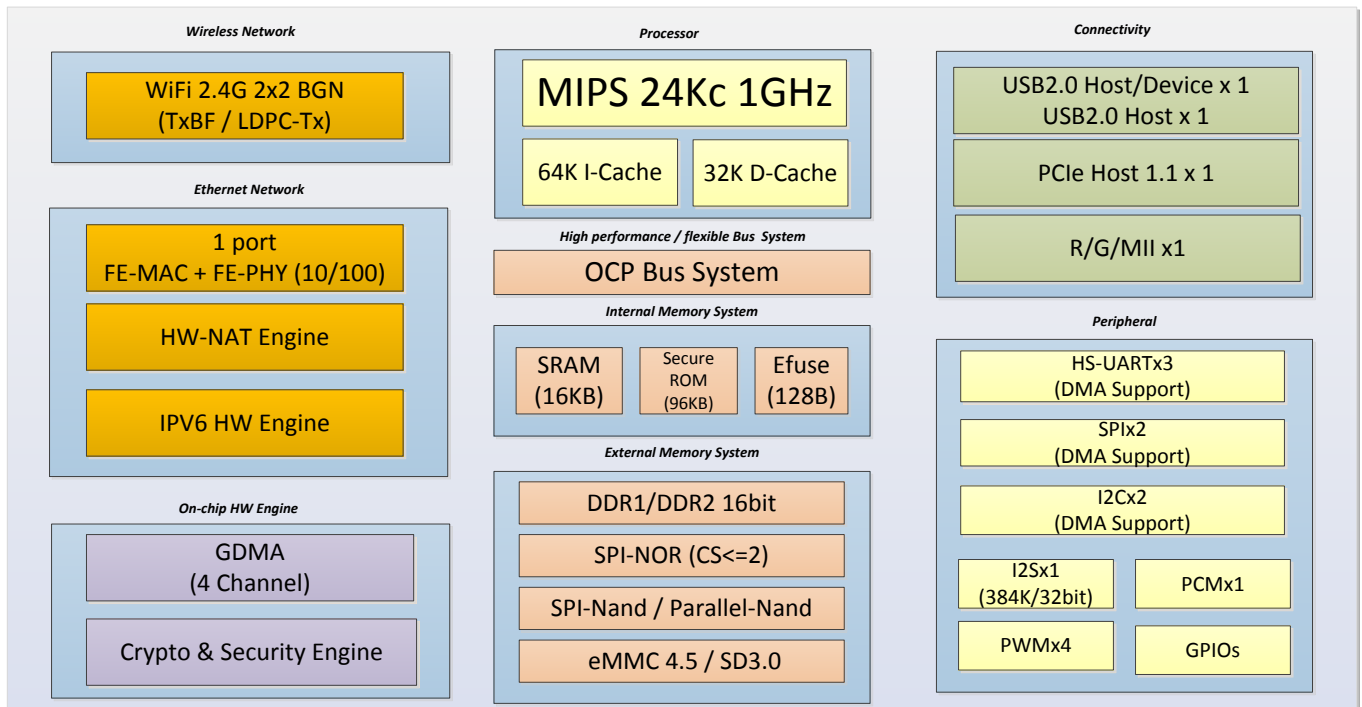 Wireless Network
WiFi 2.4G 2x2 BGN
(TxBF / LDPC-Tx)
Ethernet Network
1 port
FE-MAC + FE-PHY (10/100)
HW-NAT Engine
IPV6 HW Engine
On-chip HW Engine
GDMA
(4 Channel)
Crypto & Security Engine
Processor
MIPS 24Kc 1GHz
64K I-Cache
32K D-Cache
High performance / flexible Bus System
OCP Bus System
Internal Memory System
SRAM
(16KB)
Secure
ROM
(96KB)
Efuse
(128B)
External Memory System
DDR1/DDR2 16bit
SPI-NOR (CS<=2)
SPI-Nand / Parallel-Nand
eMMC 4.5 / SD3.0
Connectivity
USB2.0 Host/Device x 1
USB2.0 Host x 1
PCIe Host 1.1 x 1
R/G/MII x1
Peripheral
HS-UARTx3
(DMA Support)
SPIx2
(DMA Support)
I2Cx2
(DMA Support)
I2Sx1
(384K/32bit)
PCMx1
PWMx4
GPIOs